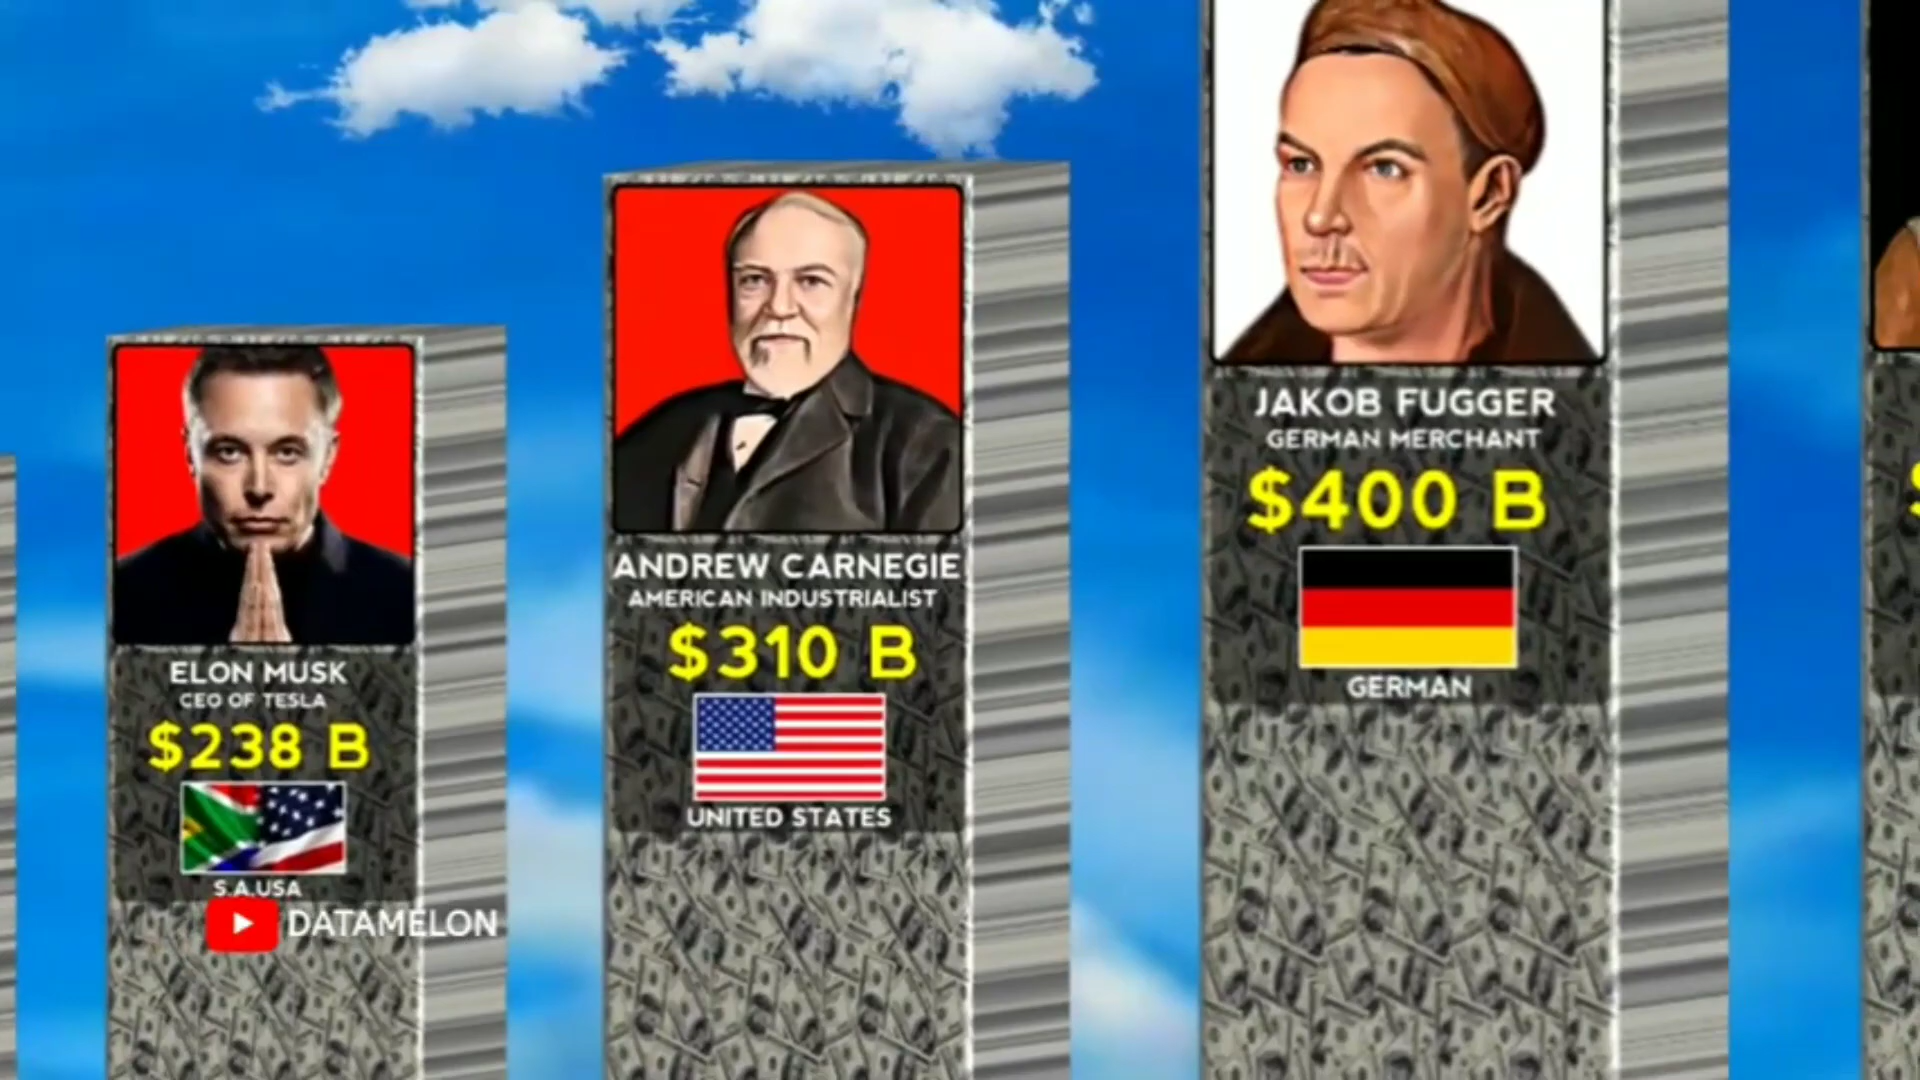 ELON MUSK
CEO OF TESLA
$238 B
S.A.USA
DATAMELON
ANDREW CARNEGIE
AMERICAN INDUSTRIALIST
$310 B
UNITED STATES
JAKOB FUGGER
GERMAN MERCHANT
$400 B
GERMAN